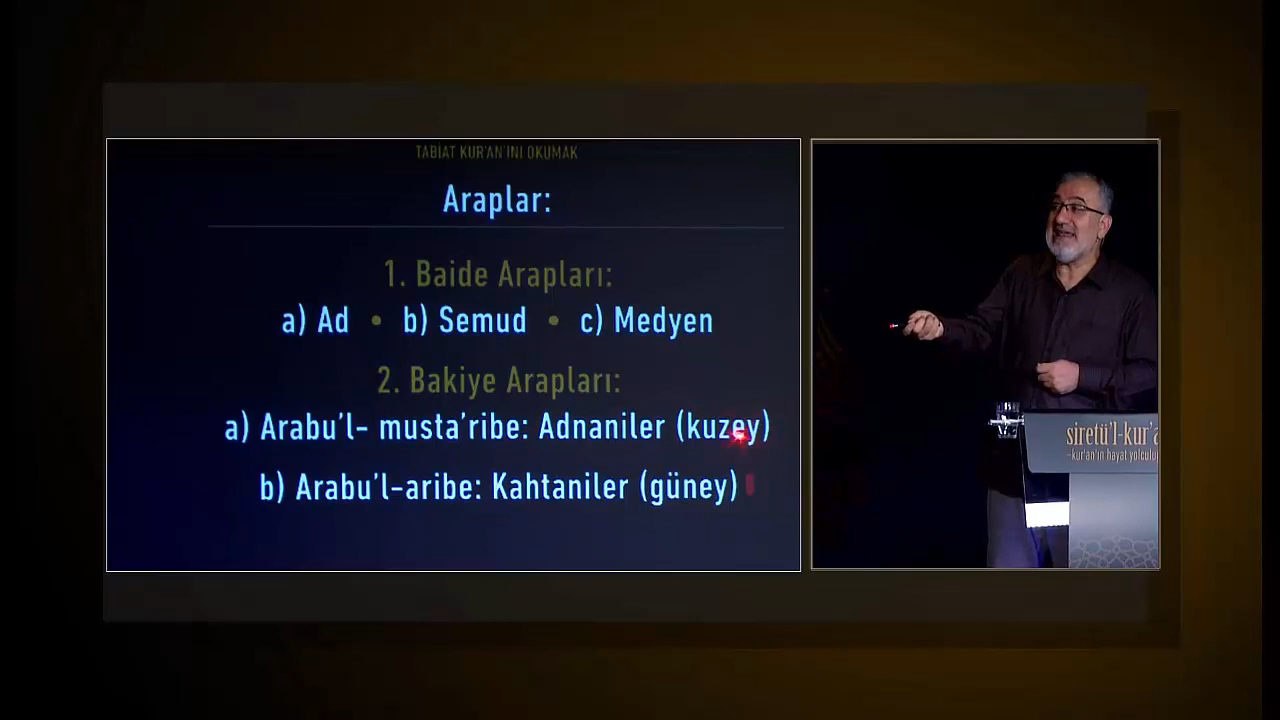 TABİAT KUR'AN'INI OKUMAK
Araplar:
1. Baide Arapları:
a) Ad • b) Semud • c) Medyen
2. Bakiye Arapları:
a) Arabu'l- musta'ribe: Adnaniler (kuzey)
b) Arabu'l-aribe: Kahtaniler (güney)
siretü'l-kur'a
-kur'an'ın hayat yolculuğ